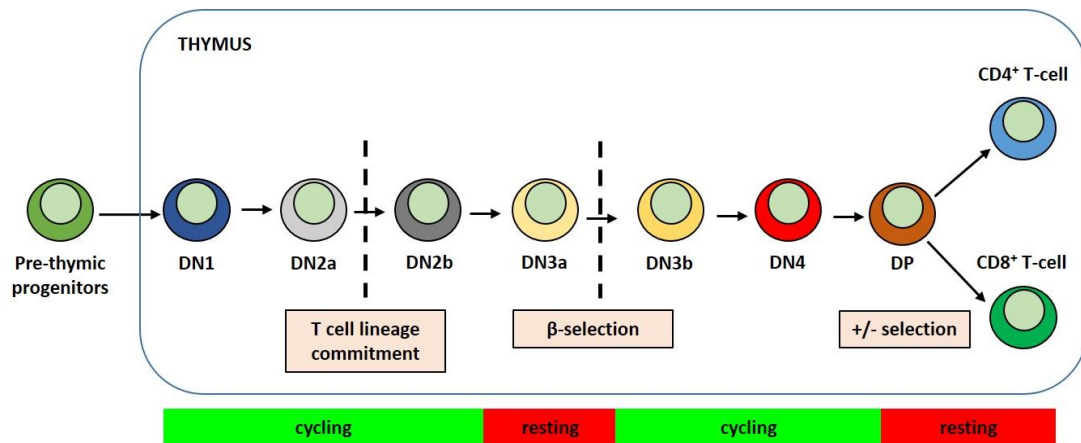 THYMUS
CD4⁺ T-cell
Pre-thymic
progenitors
DN1
DN2a
DN2b
DN3a
DN3b
DN4
DP
CD8⁺ T-cell
T cell lineage
commitment
β-selection
+/- selection
cycling
resting
cycling
resting